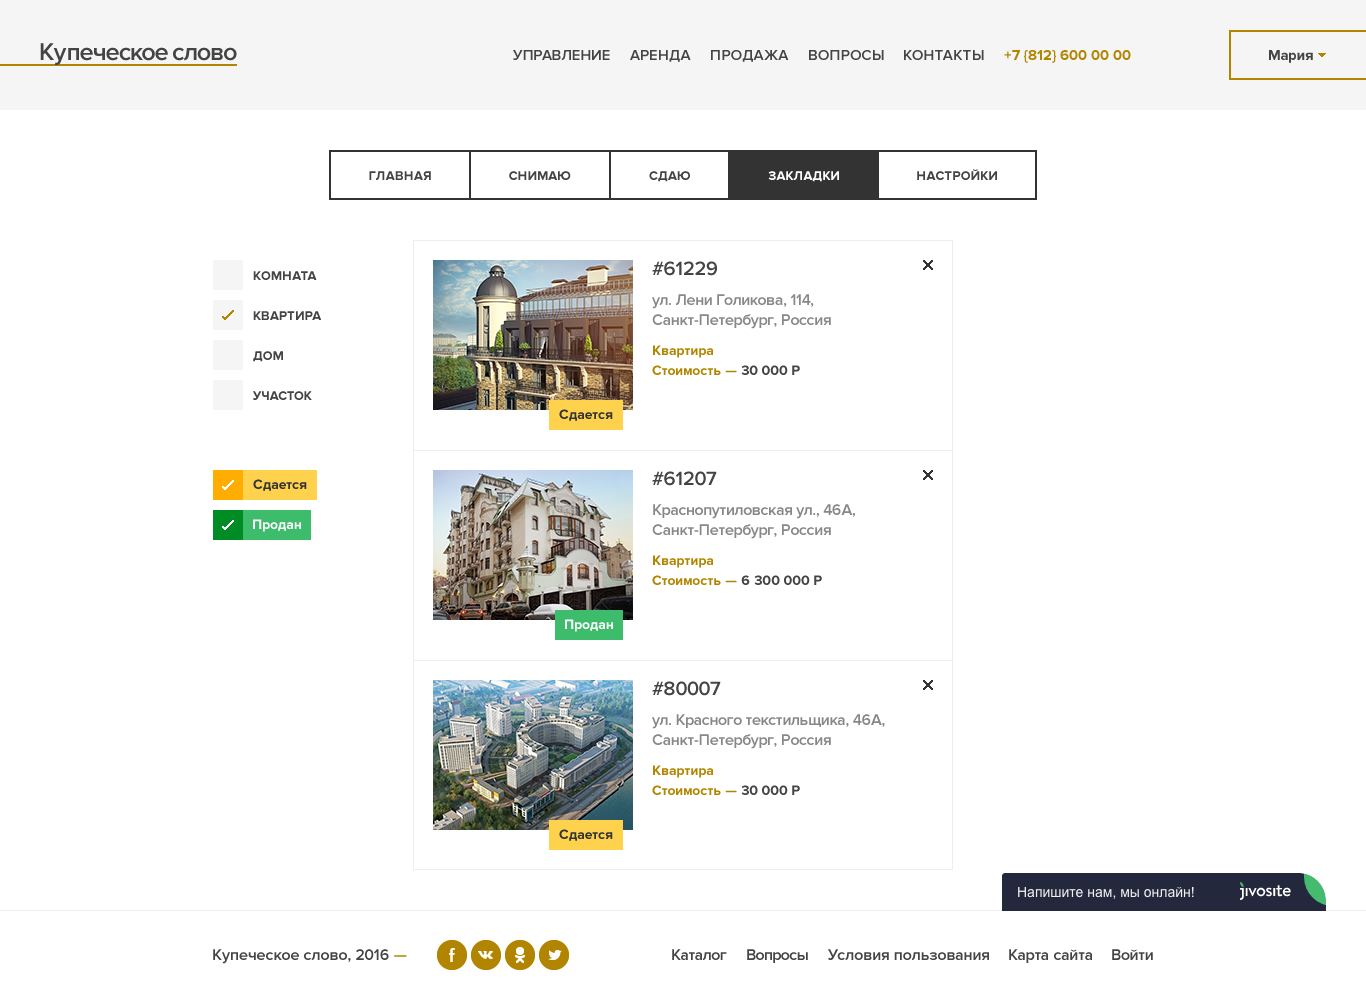 Купеческое слово
УПРАВЛЕНИЕ АРЕНДА ПРОДАЖА ВОПРОСЫ КОНТАКТЫ +7 {812} 600 00 00
Мария
ГЛАВНАЯ СНИМАЮ СДАЮ ЗАКЛАДКИ НАСТРОЙКИ
КОМНАТА
КВАРТИРА
ДОМ
УЧАСТОК
Сдается
Продан
#61229
ул. Лени Голикова, 114,
Санкт-Петербург, Россия
Квартира
Стоимость — 30 000 Р
Сдается
#61207
Краснопутиловская ул., 46А,
Санкт-Петербург, Россия
Квартира
Стоимость — 6 300 000 Р
Продан
#80007
ул. Красного текстильщика, 46А,
Санкт-Петербург, Россия
Квартира
Стоимость — 30 000 Р
Сдается
Напишите нам, мы онлайн! jivosite
Купеческое слово, 2016 —
Каталог Вопросы Условия пользования Карта сайта Войти